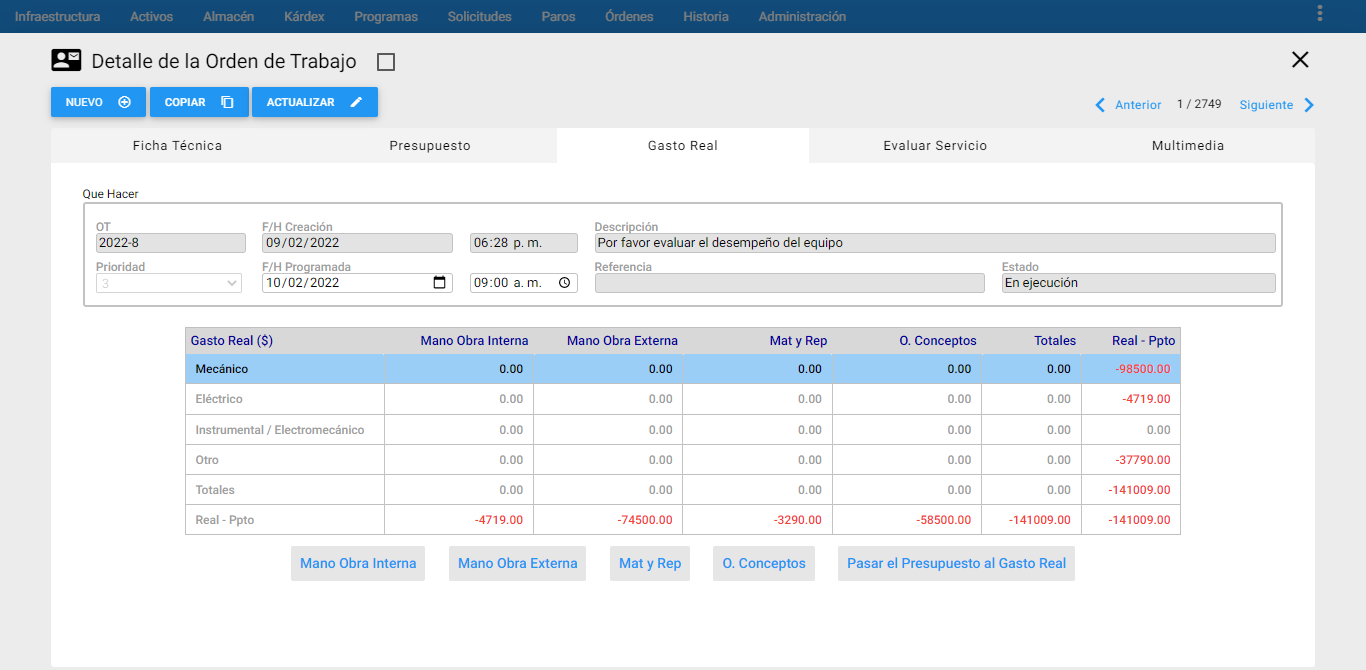 Infraestructura Activos Almacén Kárdex Programas Solicitudes Paros Órdenes Historia Administración
Detalle de la Orden de Trabajo
NUEVO COPIAR ACTUALIZAR
Anterior 1 / 2749 Siguiente
Ficha Técnica Presupuesto Gasto Real Evaluar Servicio Multimedia
Que Hacer
OT F/H Creación Descripción
2022-8 09/02/2022 06:28 p. m. Por favor evaluar el desempeño del equipo
Prioridad F/H Programada Referencia Estado
3 10/02/2022 09:00 a. m. En ejecución
Gasto Real ($) Mano Obra Interna Mano Obra Externa Mat y Rep O. Conceptos Totales Real - Ppto
Mecánico 0.00 0.00 0.00 0.00 0.00 -98500.00
Eléctrico 0.00 0.00 0.00 0.00 0.00 -4719.00
Instrumental / Electromecánico 0.00 0.00 0.00 0.00 0.00 0.00
Otro 0.00 0.00 0.00 0.00 0.00 -37790.00
Totales 0.00 0.00 0.00 0.00 0.00 -141009.00
Real - Ppto -4719.00 -74500.00 -3290.00 -58500.00 -141009.00 -141009.00
Mano Obra Interna Mano Obra Externa Mat y Rep O. Conceptos Pasar el Presupuesto al Gasto Real